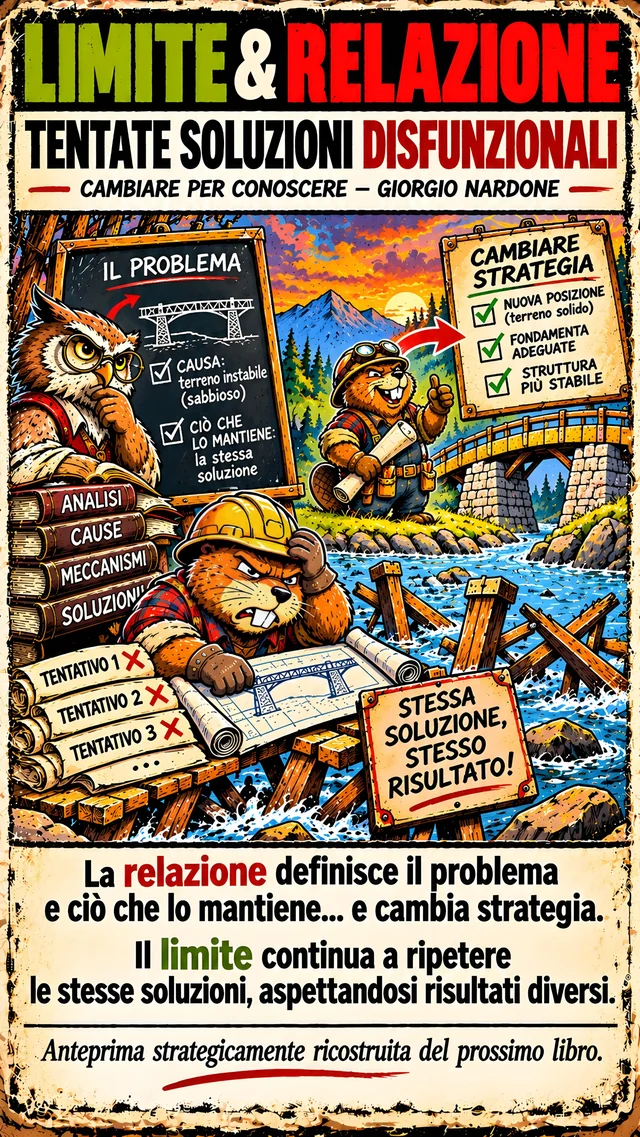 LIMITE & RELAZIONE
TENTATE SOLUZIONI DISFUNZIONALI
CAMBIARE PER CONOSCERE – GIORGIO NARDONE
IL PROBLEMA
CAUSA:
terreno instabile
(sabbioso)
CIÒ CHE
LO MANTIENE:
la stessa
soluzione
CAMBIARE
STRATEGIA
NUOVA POSIZIONE
(terreno solido)
FONDAMENTA
ADEGUATE
STRUTTURA
PIÙ STABILE
ANALISI
CAUSE
MECCANISMI
SOLUZIONI
TENTATIVO 1
TENTATIVO 2
TENTATIVO 3
...
STESSA
SOLUZIONE,
STESSO
RISULTATO!
La relazione definisce il problema
e ciò che lo mantiene... e cambia strategia.
Il limite continua a ripetere
le stesse soluzioni, aspettandosi risultati diversi.
Anteprima strategicamente ricostruita del prossimo libro.